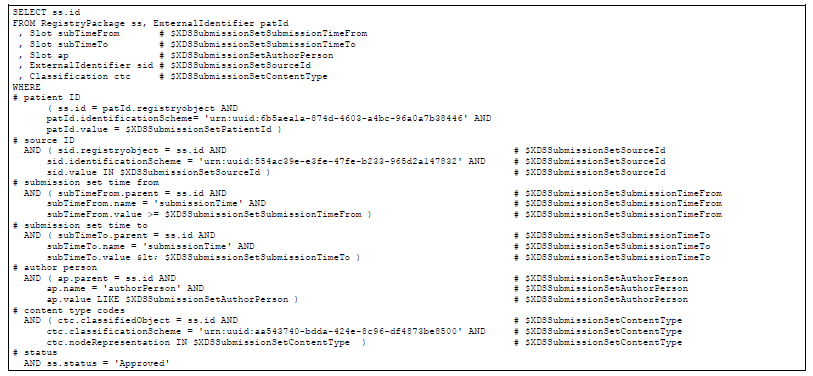 SELECT ss.id
FROM RegistryPackage ss, ExternalIdentifier patId
, Slot subTimeFrom # $XDSSubmissionSetSubmissionTimeFrom
, Slot subTimeTo # $XDSSubmissionSetSubmissionTimeTo
, Slot ap # $XDSSubmissionSetAuthorPerson
, ExternalIdentifier sid # $XDSSubmissionSetSourceId
, Classification ctc # $XDSSubmissionSetContentType
WHERE
# patient ID
( ss.id = patId.registryobject AND
patId.identificationScheme= 'urn:uuid:6b5aea1a-874d-4603-a4bc-96a0a7b38446' AND
patId.value = $XDSSubmissionSetPatientId )
# source ID
AND ( sid.registryobject = ss.id AND # $XDSSubmissionSetSourceId
sid.identificationScheme = 'urn:uuid:554ac39e-e3fe-47fe-b233-965d2a147832' AND # $XDSSubmissionSetSourceId
sid.value IN $XDSSubmissionSetSourceId ) # $XDSSubmissionSetSourceId
# submission set time from
AND ( subTimeFrom.parent = ss.id AND # $XDSSubmissionSetSubmissionTimeFrom
subTimeFrom.name = 'submissionTime' AND # $XDSSubmissionSetSubmissionTimeFrom
subTimeFrom.value >= $XDSSubmissionSetSubmissionTimeFrom ) # $XDSSubmissionSetSubmissionTimeFrom
# submission set time to
AND ( subTimeTo.parent = ss.id AND # $XDSSubmissionSetSubmissionTimeTo
subTimeTo.name = 'submissionTime' AND # $XDSSubmissionSetSubmissionTimeTo
subTimeTo.value &lt; $XDSSubmissionSetSubmissionTimeTo ) # $XDSSubmissionSetSubmissionTimeTo
# author person
AND ( ap.parent = ss.id AND # $XDSSubmissionSetAuthorPerson
ap.name = 'authorPerson' AND # $XDSSubmissionSetAuthorPerson
ap.value LIKE $XDSSubmissionSetAuthorPerson ) # $XDSSubmissionSetAuthorPerson
# content type codes
AND ( ctc.classifiedObject = ss.id AND # $XDSSubmissionSetContentType
ctc.classificationScheme = 'urn:uuid:aa543740-bdda-424e-8c96-df4873be8500' AND # $XDSSubmissionSetContentType
ctc.nodeRepresentation IN $XDSSubmissionSetContentType ) # $XDSSubmissionSetContentType
# status
AND ss.status = 'Approved'